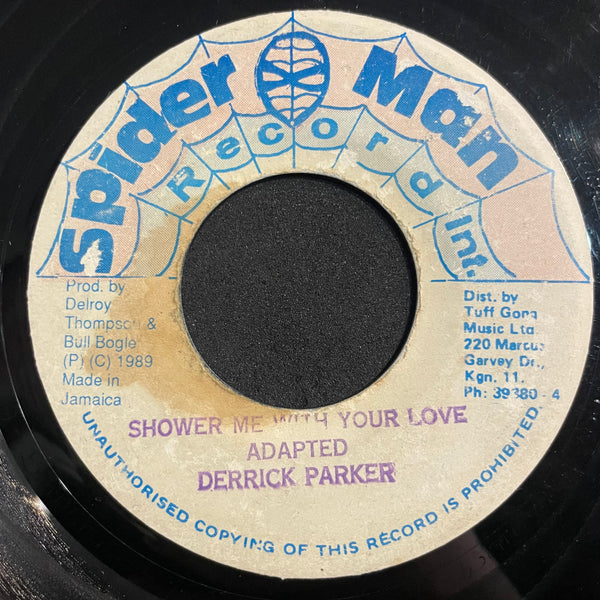 Spider Man
Record Int.
Prod. by
Delroy
Thompson &
Bull Bogle
(P) (C) 1989
Made in
Jamaica
Dist. by
Tuff Gong
Music Ltd.
220 Marcus
Garvey Dr.,
Kgn. 11.
Ph: 39380-4
SHOWER ME WITH YOUR LOVE
ADAPTED
DERRICK PARKER
UNAUTHORISED COPYING OF THIS RECORD IS PROHIBITED.